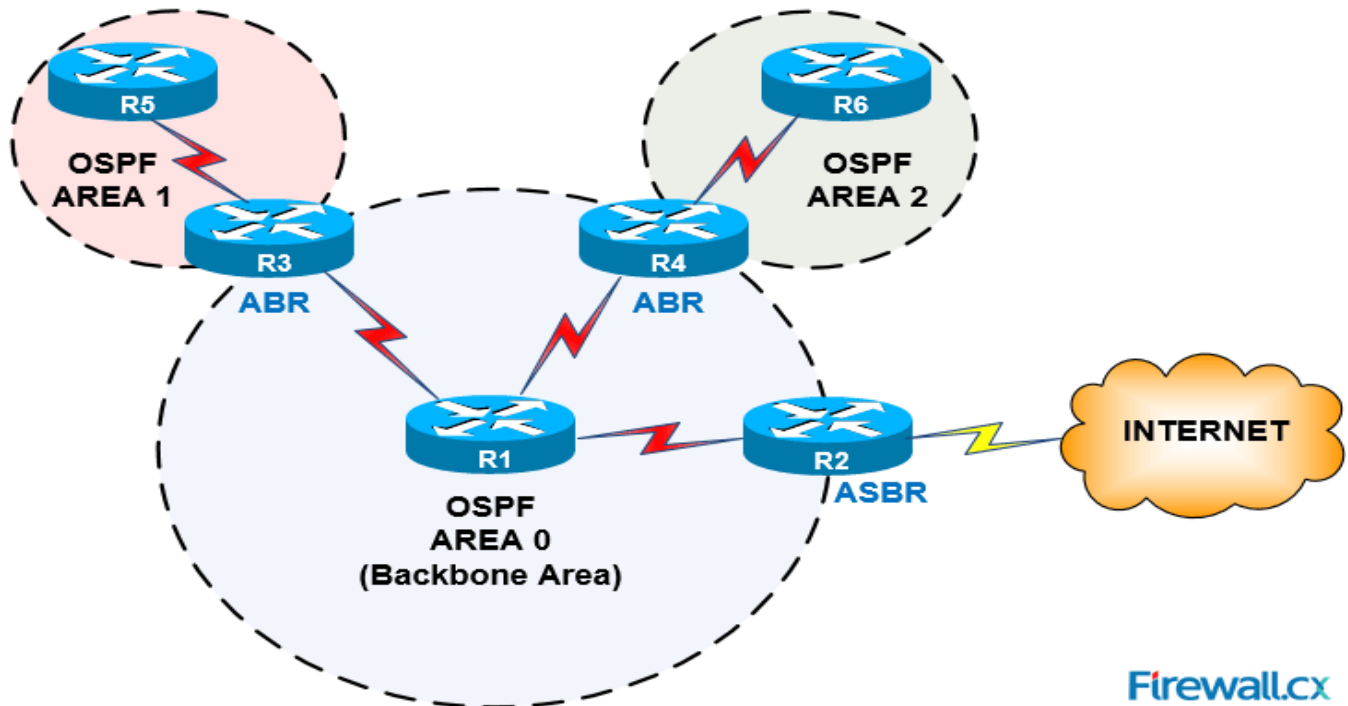 R5
R6
OSPF
AREA 1
OSPF
AREA 2
R3
ABR
R4
ABR
R1
R2
ASBR
INTERNET
OSPF
AREA 0
(Backbone Area)
Firewall.cx